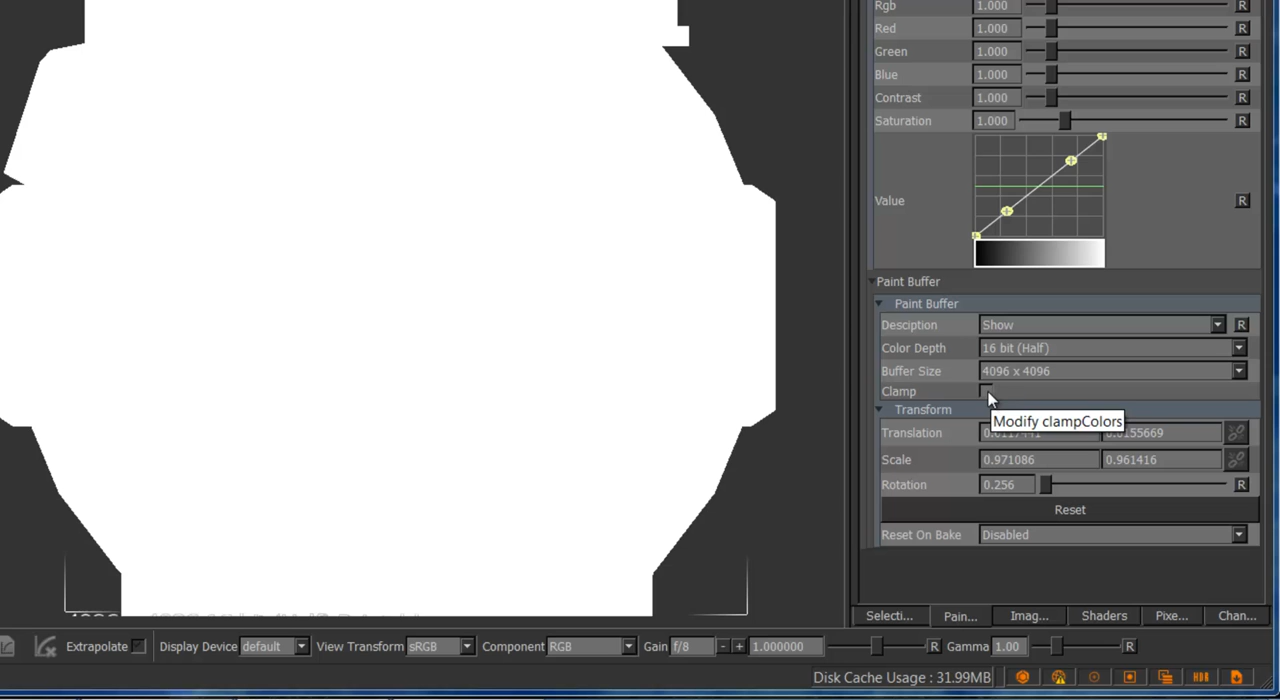 Rgb 1.000 R
Red 1.000 R
Green 1.000 R
Blue 1.000 R
Contrast 1.000 R
Saturation 1.000 R
Value R
Paint Buffer
Paint Buffer
Desciption Show R
Color Depth 16 bit (Half)
Buffer Size 4096 x 4096
Clamp
Transform
Modify clampColors
Translation
Scale 0.971086 0.961416
Rotation 0.256 R
Reset
Reset On Bake Disabled
Selecti... Pain... Imag... Shaders Pixe... Chan...
Extrapolate Display Device default View Transform sRGB Component RGB Gain f/8 - + 1.000000 R Gamma 1.00 R
Disk Cache Usage : 31.99MB HDB